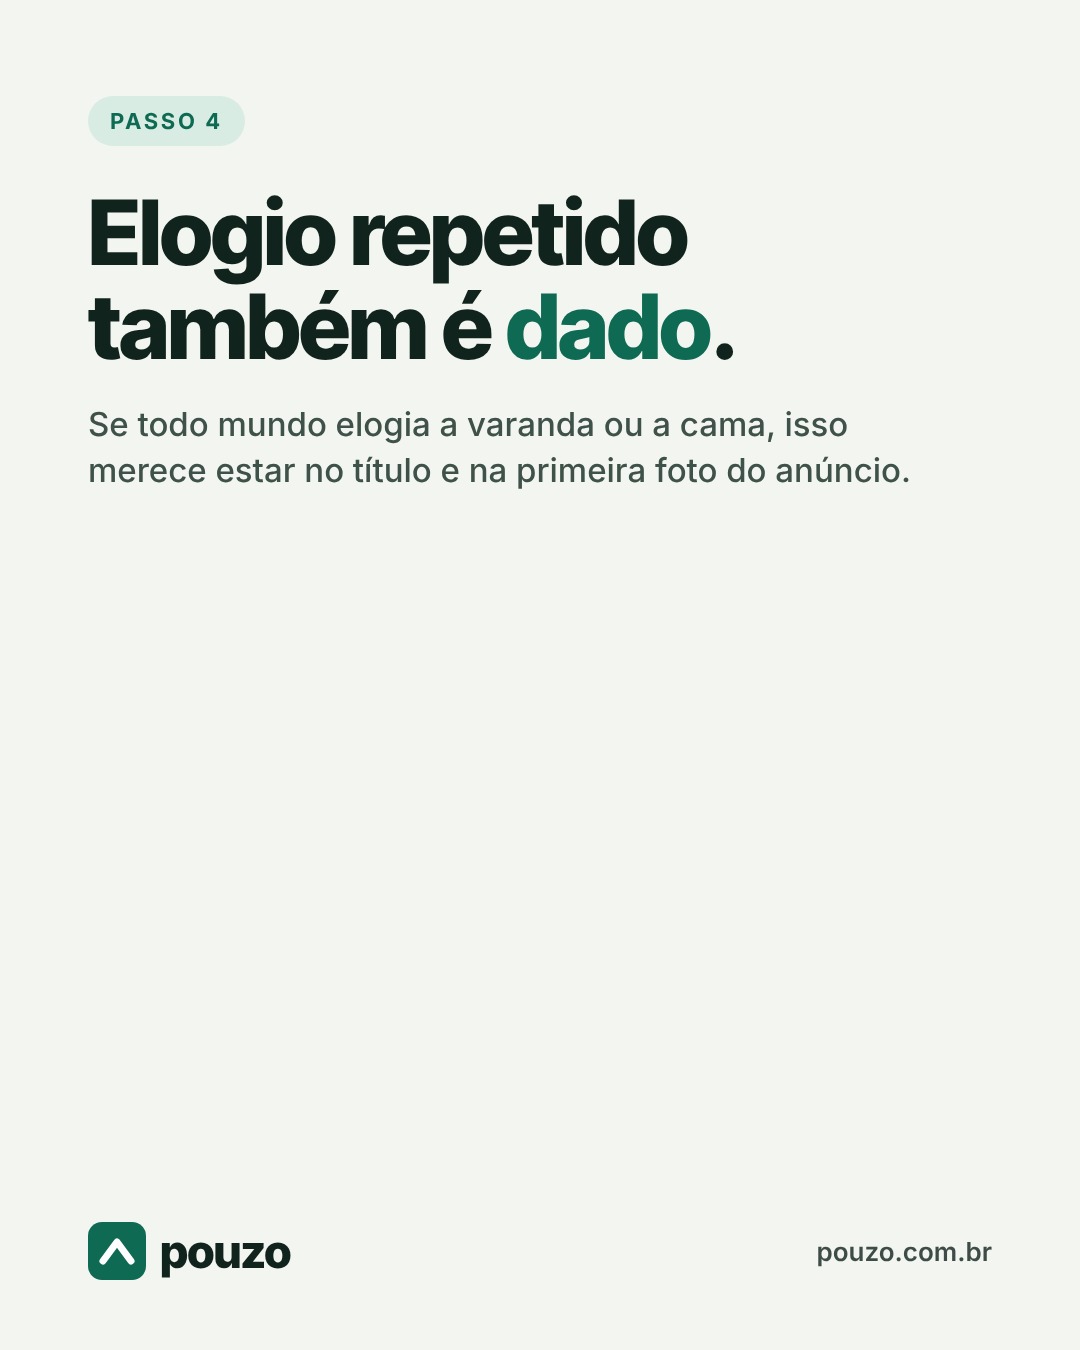 PASSO 4
Elogio repetido
também é dado.
Se todo mundo elogia a varanda ou a cama, isso
merece estar no título e na primeira foto do anúncio.
pouzo
pouzo.com.br